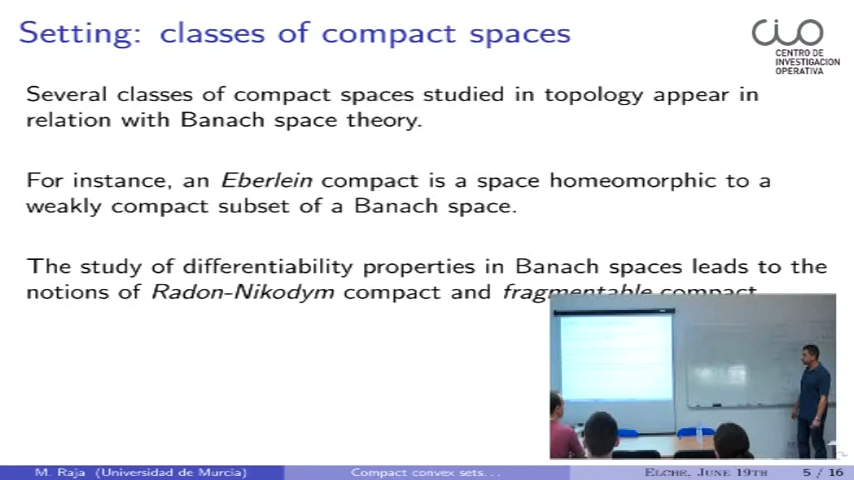 Setting: classes of compact spaces
CIO
CENTRO DE
INVESTIGACION
OPERATIVA
Several classes of compact spaces studied in topology appear in
relation with Banach space theory.
For instance, an Eberlein compact is a space homeomorphic to a
weakly compact subset of a Banach space.
The study of differentiability properties in Banach spaces leads to the
notions of Radon-Nikodym compact and fragmentable compact.
M. Raja (Universidad de Murcia)
Compact convex sets...
Elche, June 19th
5 / 16